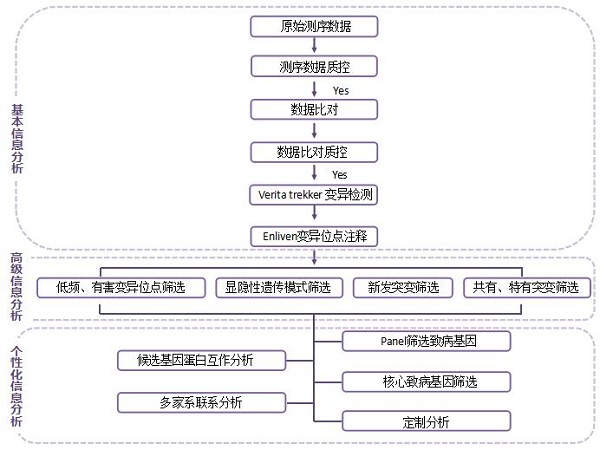 原始测序数据
测序数据质控
Yes
数据比对
数据比对质控
Yes
Verita trekker 变异检测
Enliven变异位点注释
基本信息分析
高级信息分析
低频、有害变异位点筛选
显隐性遗传模式筛选
新发突变筛选
共有、特有突变筛选
个性化信息分析
Panel筛选致病基因
候选基因蛋白互作分析
核心致病基因筛选
多家系联系分析
定制分析